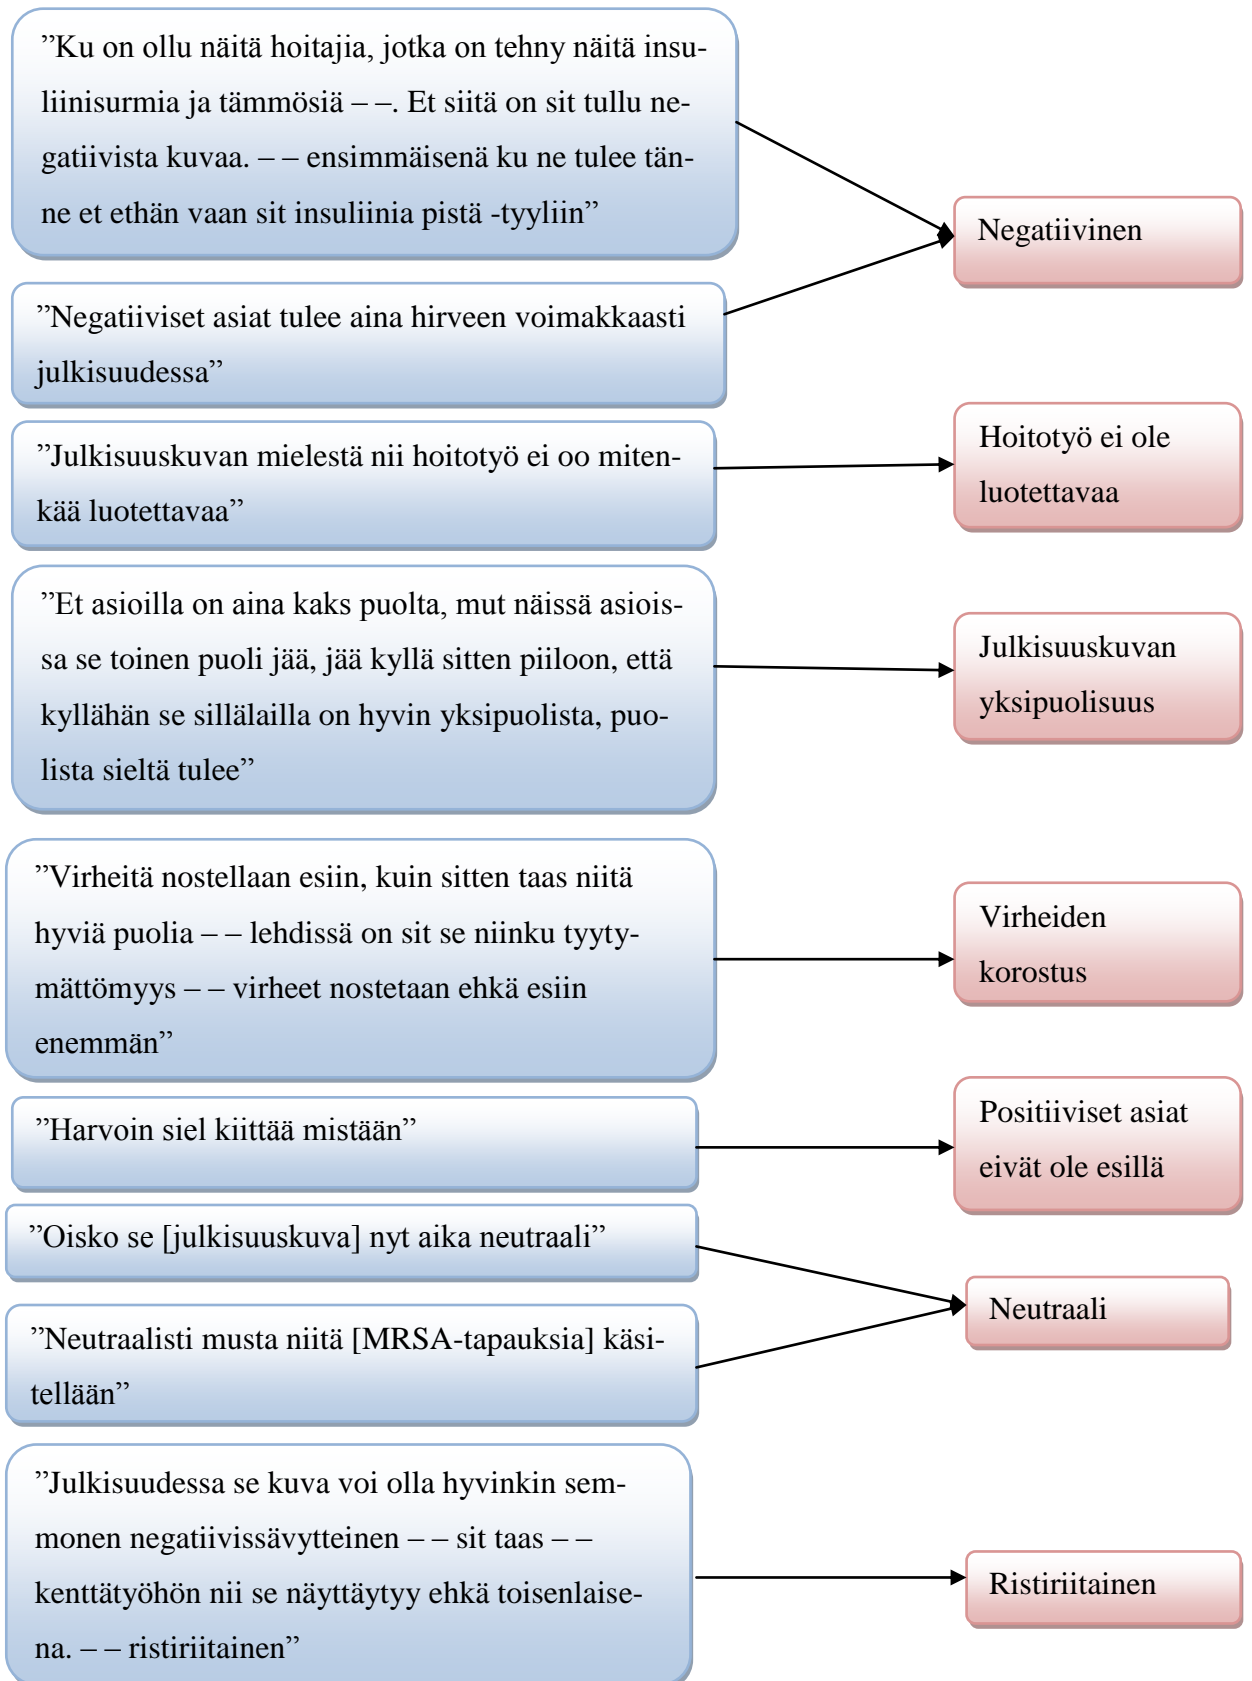 ”Ku on ollu näitä hoitajia, jotka on tehny näitä insu-
liinisurmia ja tämmösiä – –. Et siitä on sit tullu ne-
gatiivista kuvaa. – – ensimmäisenä ku ne tulee tän-
ne et ethän vaan sit insuliinia pistä -tyyliin”
Negatiivinen
”Negatiiviset asiat tulee aina hirveen voimakkaasti
julkisuudessa”
”Julkisuuskuvan mielestä nii hoitotyö ei oo miten-
kää luotettavaa”
Hoitotyö ei ole
luotettavaa
”Et asioilla on aina kaks puolta, mut näissä asiois-
sa se toinen puoli jää, jää kyllä sitten piiloon, että
kyllähän se sillälailla on hyvin yksipuolista, puo-
lista sieltä tulee”
Julkisuuskuvan
yksipuolisuus
”Virheitä nostellaan esiin, kuin sitten taas niitä
hyviä puolia – – lehdissä on sit se niinku tyyty-
mättömyys – – virheet nostetaan ehkä esiin
enemmän”
Virheiden
korostus
”Harvoin siel kiittää mistään”
Positiiviset asiat
eivät ole esillä
”Oisko se [julkisuuskuva] nyt aika neutraali”
”Neutraalisti musta niitä [MRSA-tapauksia] käsi-
tellään”
Neutraali
”Julkisuudessa se kuva voi olla hyvinkin sem-
monen negatiivissävytteinen – – sit taas – –
kenttätyöhön nii se näyttäytyy ehkä toisenlaise-
na. – – ristiriitainen”
Ristiriitainen